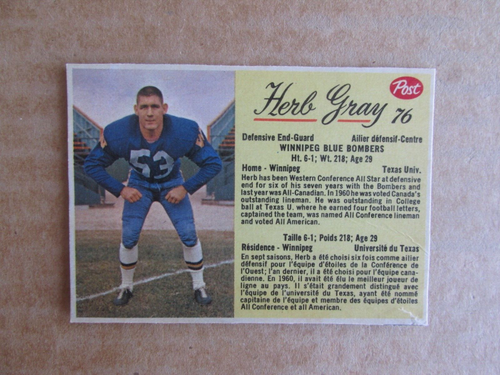 Post
Herb Gray 76
Defensive End-Guard Ailier défensif-Centre
WINNIPEG BLUE BOMBERS
Ht. 6-1; Wt. 218; Age 29
Home - Winnipeg Texas Univ.
Herb has been Western Conference All Star at defensive
end for six of his seven years with the Bombers and
last year was All-Canadian. In 1960 he was voted Canada's
outstanding lineman. He was outstanding in College
ball at Texas U. where he earned four football letters,
captained the team, was named All Conference lineman
and voted All American.
Taille 6-1; Poids 218; Age 29
Résidence - Winnipeg Université du Texas
En sept saisons, Herb a été choisi six fois comme ailier
défensif pour l'équipe d'étoiles de la Conférence de
l'Ouest; l'an dernier, il a été choisi pour l'équipe cana-
dienne. En 1960, il avait été élu le meilleur joueur de
ligne au pays. Il s'était grandement distingué avec
l'équipe de l'université du Texas, ayant été nommé
capitaine de l'équipe et membre des équipes d'étoiles
All Conference et all American.
53